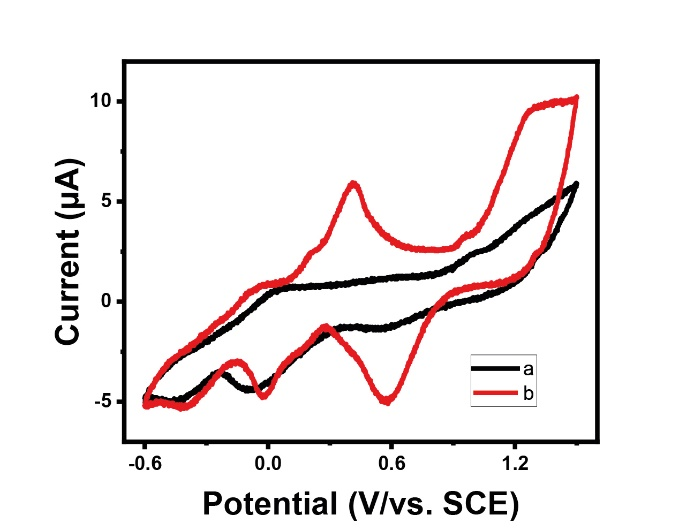 10
5
0
-5
Current (µA)
a
b
-0.6 0.0 0.6 1.2
Potential (V/vs. SCE)